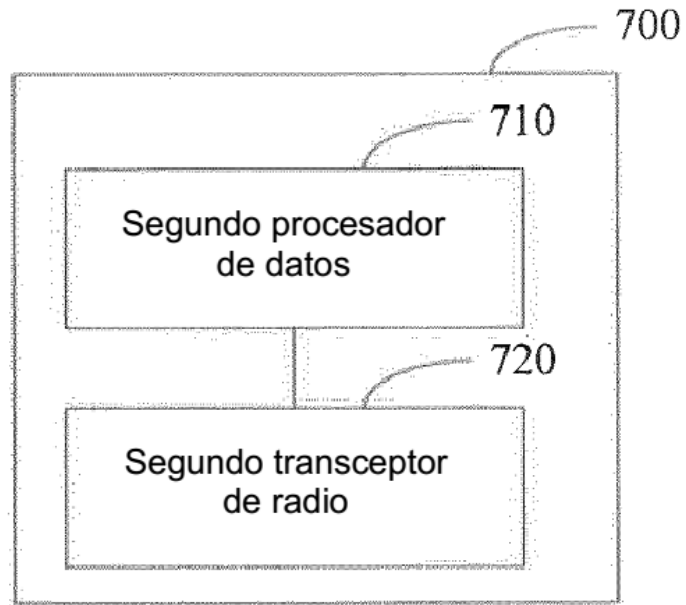 700
710
Segundo procesador
de datos
720
Segundo transceptor
de radio